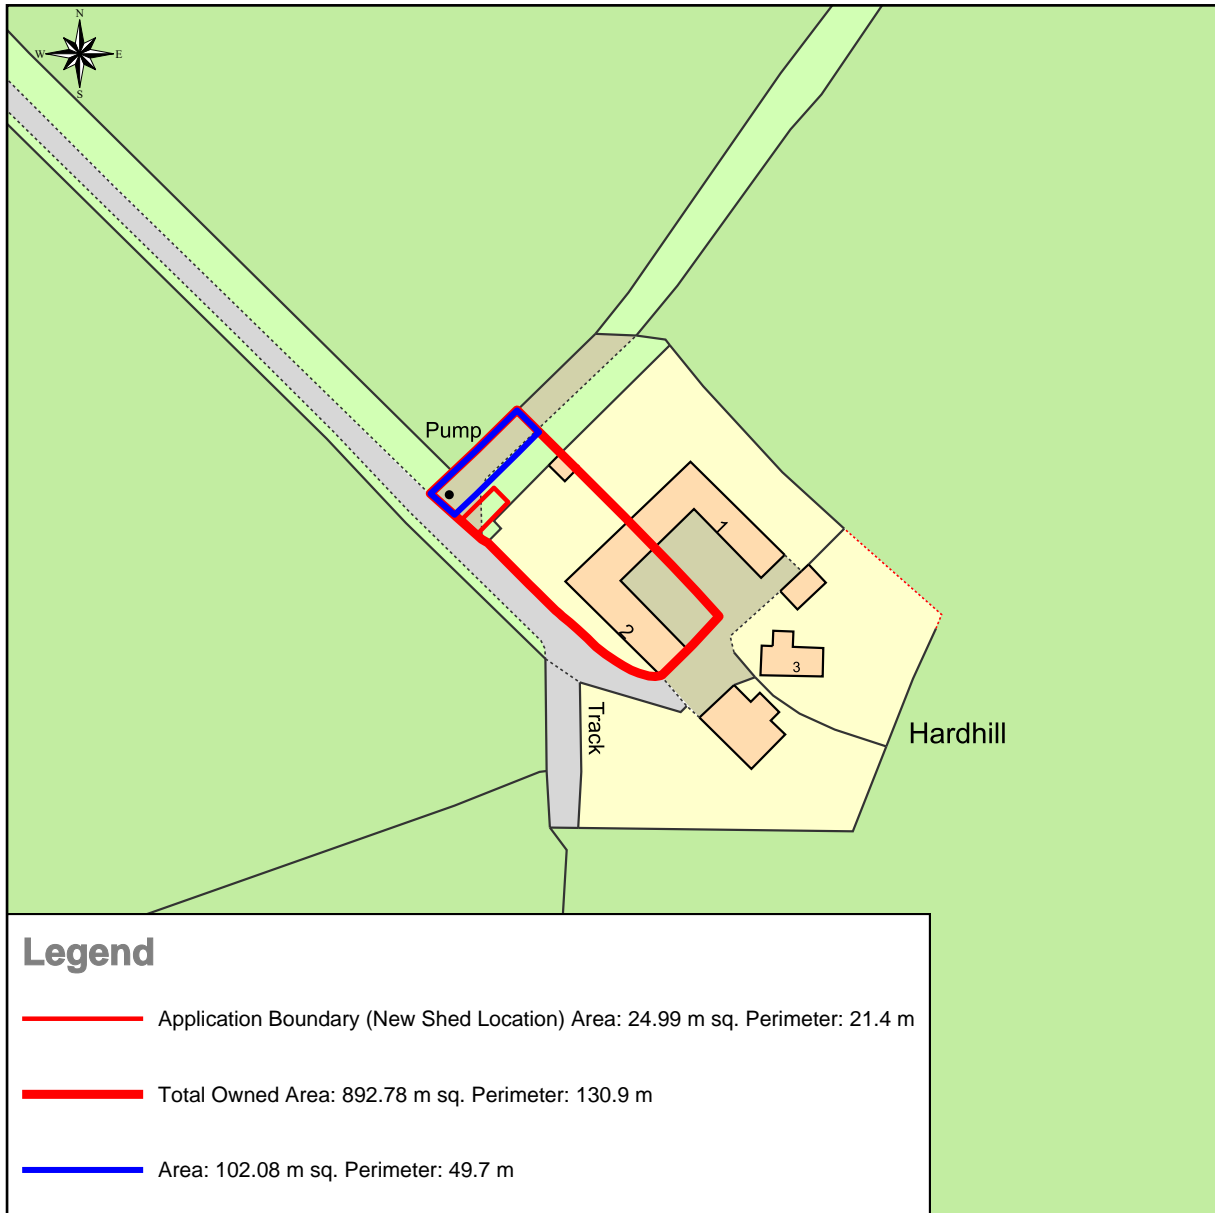 N
W E
S
Pump
1
2
3
Track
Hardhill
Legend
Application Boundary (New Shed Location) Area: 24.99 m sq. Perimeter: 21.4 m
Total Owned Area: 892.78 m sq. Perimeter: 130.9 m
Area: 102.08 m sq. Perimeter: 49.7 m